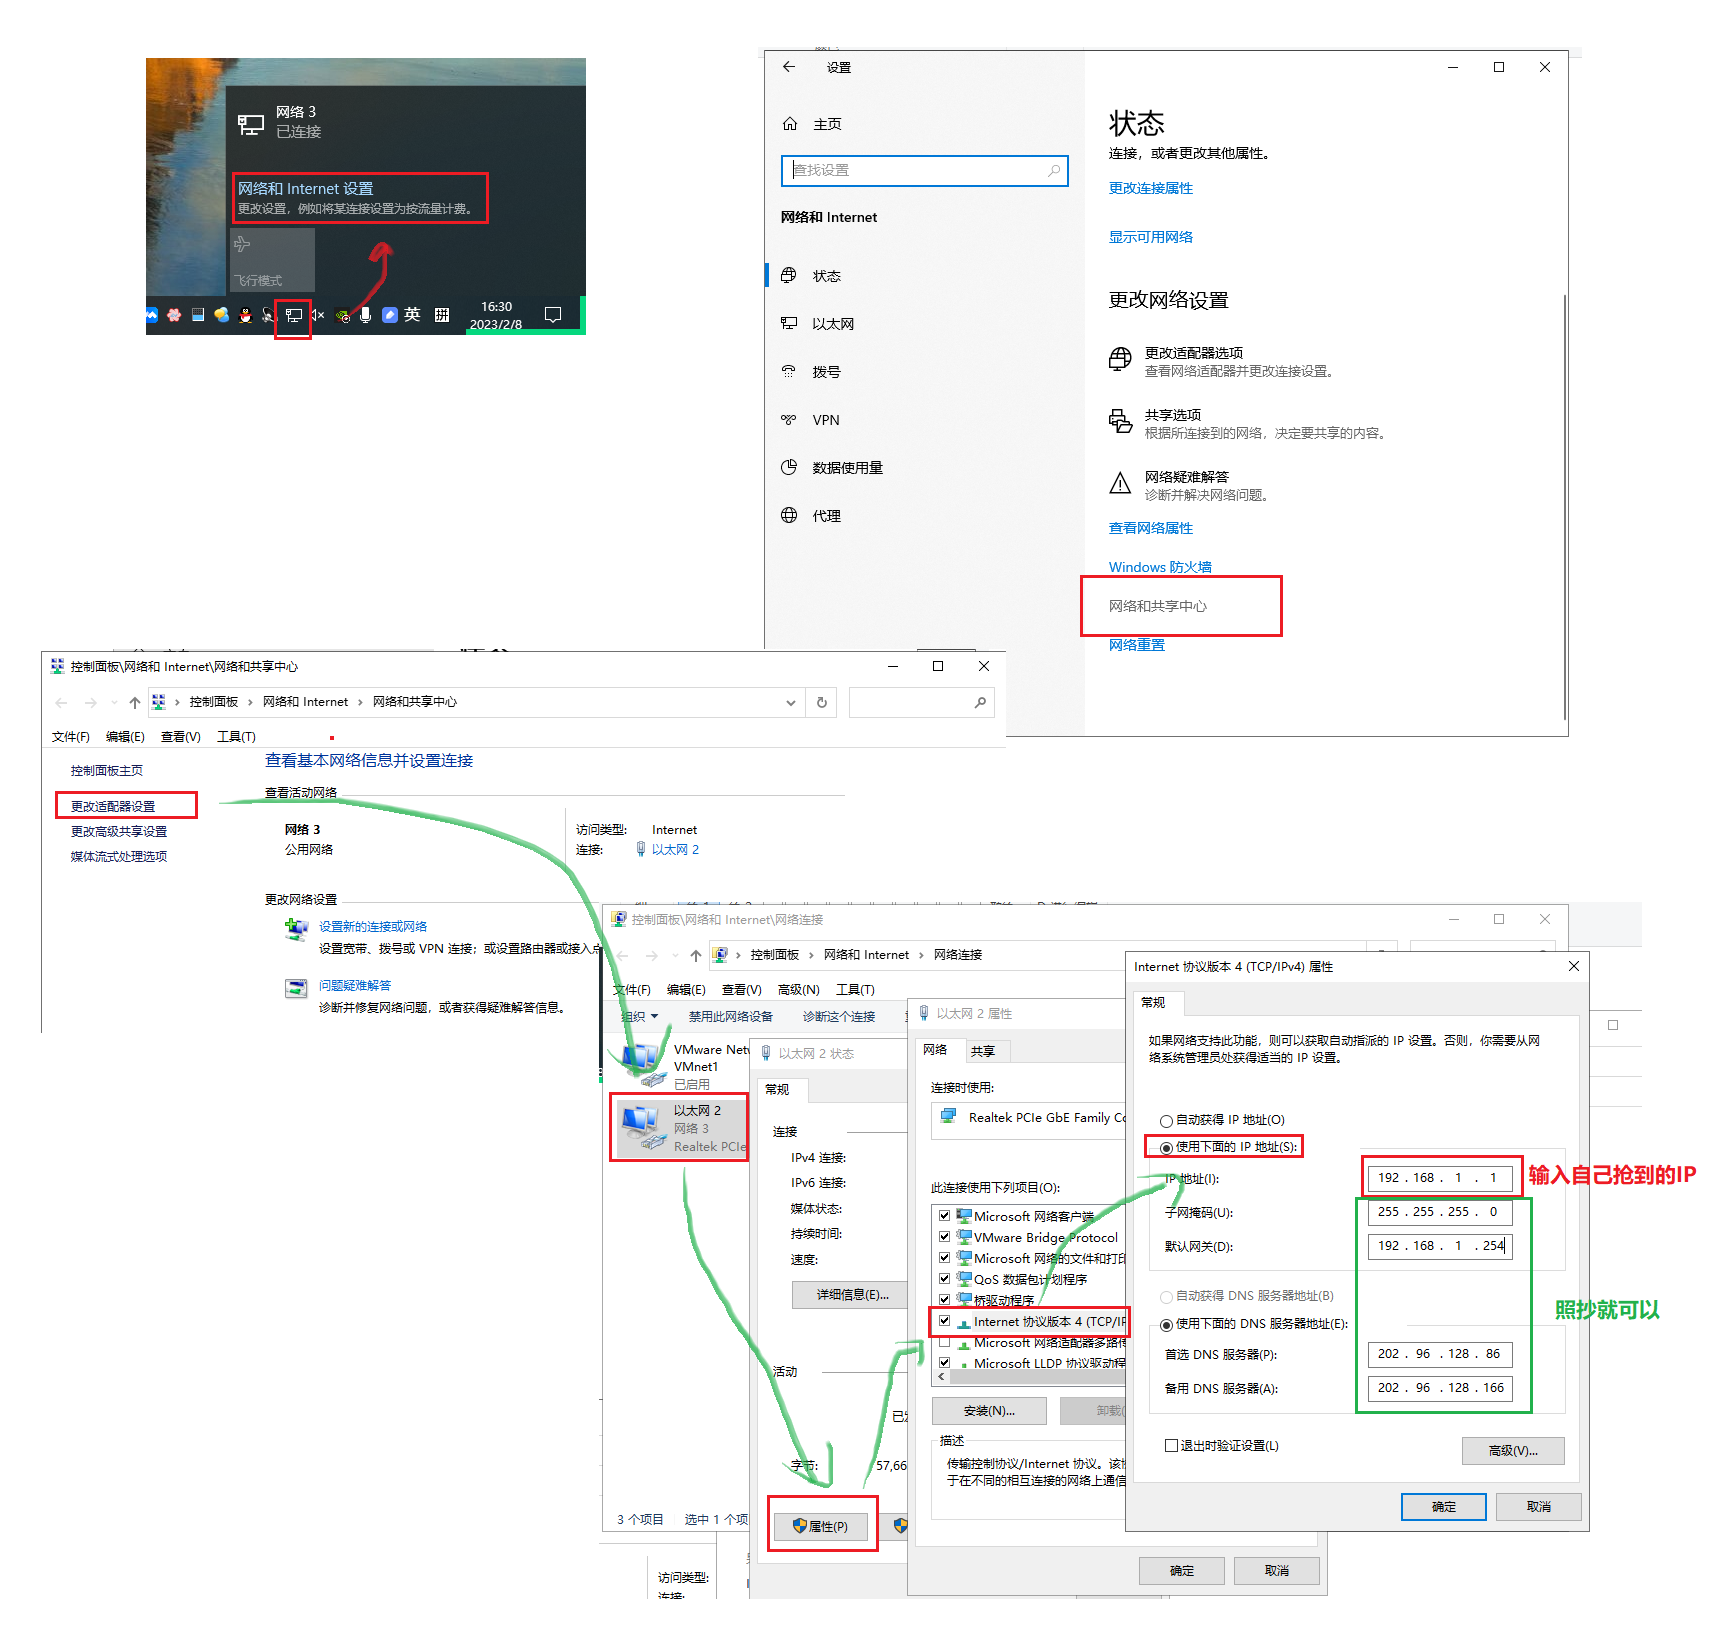 网络 3
已连接
网络和 Internet 设置
更改设置，例如将某连接设置为按流量计费。
飞行模式
英
拼
16:30
2023/2/8
设置
主页
查找设置
网络和 Internet
状态
以太网
拨号
VPN
数据使用量
代理
状态
连接，或者更改其他属性。
更改连接属性
显示可用网络
更改网络设置
更改适配器选项
查看网络适配器并更改连接设置。
共享选项
根据所连接到的网络，决定要共享的内容。
网络疑难解答
诊断并解决网络问题。
查看网络属性
Windows 防火墙
网络和共享中心
网络重置
控制面板\网络和 Internet\网络和共享中心
控制面板 › 网络和 Internet › 网络和共享中心
文件(F) 编辑(E) 查看(V) 工具(T)
控制面板主页
更改适配器设置
更改高级共享设置
媒体流式处理选项
查看基本网络信息并设置连接
查看活动网络
网络 3
公用网络
访问类型: Internet
连接: 以太网 2
更改网络设置
设置新的连接或网络
设置宽带、拨号或 VPN 连接；或设置路由器或接入点
问题疑难解答
诊断并修复网络问题，或者获得疑难解答信息。
控制面板\网络和 Internet\网络连接
控制面板 › 网络和 Internet › 网络连接
文件(F) 编辑(E) 查看(V) 高级(N) 工具(T)
组织 禁用此网络设备 诊断这个连接
VMware Netw
VMnet1
已启用
以太网 2
网络 3
Realtek PCIe
3 个项目 选中 1 个项
访问类型:
连接:
以太网 2 状态
常规
连接
IPv4 连接:
IPv6 连接:
媒体状态:
持续时间:
速度:
详细信息(E)...
活动
字节: 57,66
属性(P)
以太网 2 属性
网络 共享
连接时使用:
Realtek PCIe GbE Family Co
此连接使用下列项目(O):
Microsoft 网络客户端
VMware Bridge Protocol
Microsoft 网络的文件和打印
QoS 数据包计划程序
桥驱动程序
Internet 协议版本 4 (TCP/IP
Microsoft 网络适配器多路传
Microsoft LLDP 协议驱动程
安装(N)... 卸载(
描述
传输控制协议/Internet 协议。该协
于在不同的相互连接的网络上通信
确定 取消
Internet 协议版本 4 (TCP/IPv4) 属性
常规
如果网络支持此功能，则可以获取自动指派的 IP 设置。否则，你需要从网
络系统管理员处获得适当的 IP 设置。
自动获得 IP 地址(O)
使用下面的 IP 地址(S):
IP 地址(I): 192 . 168 . 1 . 1
输入自己抢到的IP
子网掩码(U): 255 . 255 . 255 . 0
默认网关(D): 192 . 168 . 1 . 254
自动获得 DNS 服务器地址(B)
照抄就可以
使用下面的 DNS 服务器地址(E):
首选 DNS 服务器(P): 202 . 96 . 128 . 86
备用 DNS 服务器(A): 202 . 96 . 128 . 166
退出时验证设置(L)
高级(V)...
确定 取消